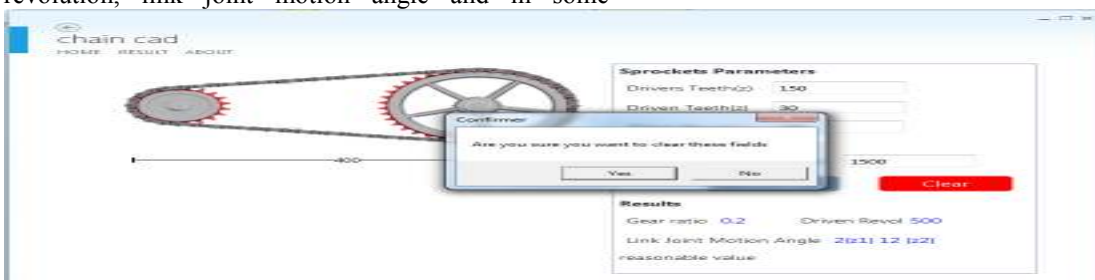 revolution, link joint motion angle and in some
chain cad
HOME RESULT ABOUT
Sprockets Parameters
Drivers Teeth(z) 150
Driven Teeth(z) 30
Confirmer
Are you sure you want to clear these fields
-400-
1500
Yes No
Clear
Results
Gear ratio 0.2 Driven Revol 500
Link Joint Motion Angle 2(z1) 12 (z2)
reasonable value